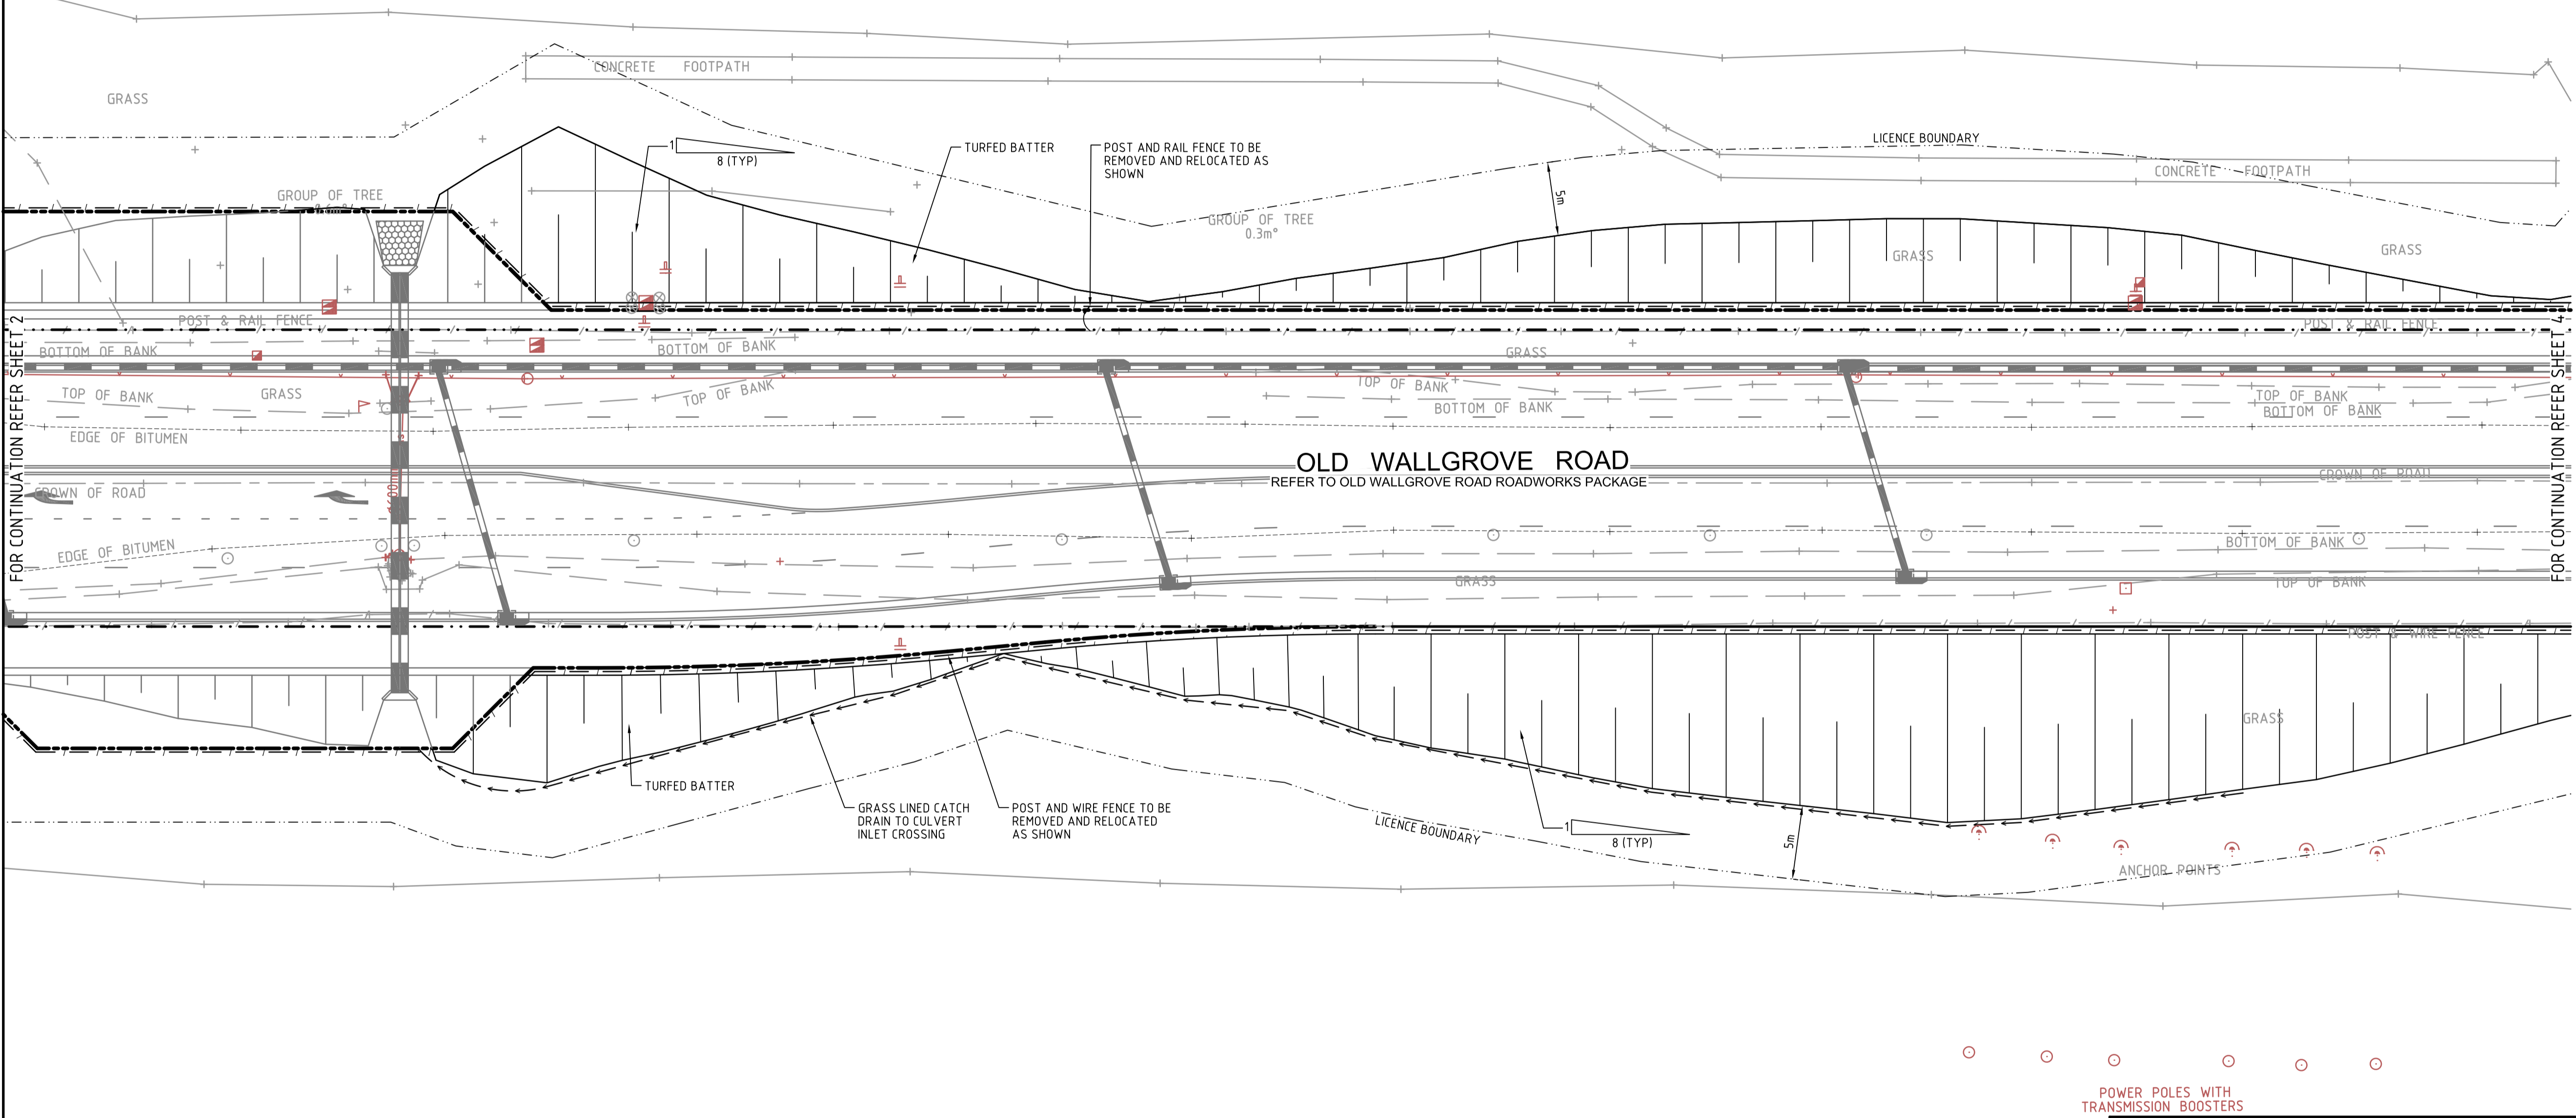 CONCRETE FOOTPATH
GRASS
1
8 (TYP)
TURFED BATTER
POST AND RAIL FENCE TO BE
REMOVED AND RELOCATED AS
SHOWN
LICENCE BOUNDARY
CONCRETE FOOTPATH
GROUP OF TREE
5m
GROUP OF TREE
0.3m°
GRASS
GRASS
POST & RAIL FENCE
POST & RAIL FENCE
BOTTOM OF BANK
BOTTOM OF BANK
GRASS
TOP OF BANK
GRASS
TOP OF BANK
TOP OF BANK
BOTTOM OF BANK
TOP OF BANK
BOTTOM OF BANK
EDGE OF BITUMEN
OLD WALLGROVE ROAD
REFER TO OLD WALLGROVE ROAD ROADWORKS PACKAGE
CROWN OF ROAD
CROWN OF ROAD
FOR CONTINUATION REFER SHEET 2
FOR CONTINUATION REFER SHEET 4
EDGE OF BITUMEN
BOTTOM OF BANK
GRASS
TOP OF BANK
POST & WIRE FENCE
GRASS
TURFED BATTER
GRASS LINED CATCH
DRAIN TO CULVERT
INLET CROSSING
POST AND WIRE FENCE TO BE
REMOVED AND RELOCATED
AS SHOWN
LICENCE BOUNDARY
1
8 (TYP)
5m
ANCHOR POINTS
POWER POLES WITH
TRANSMISSION BOOSTERS